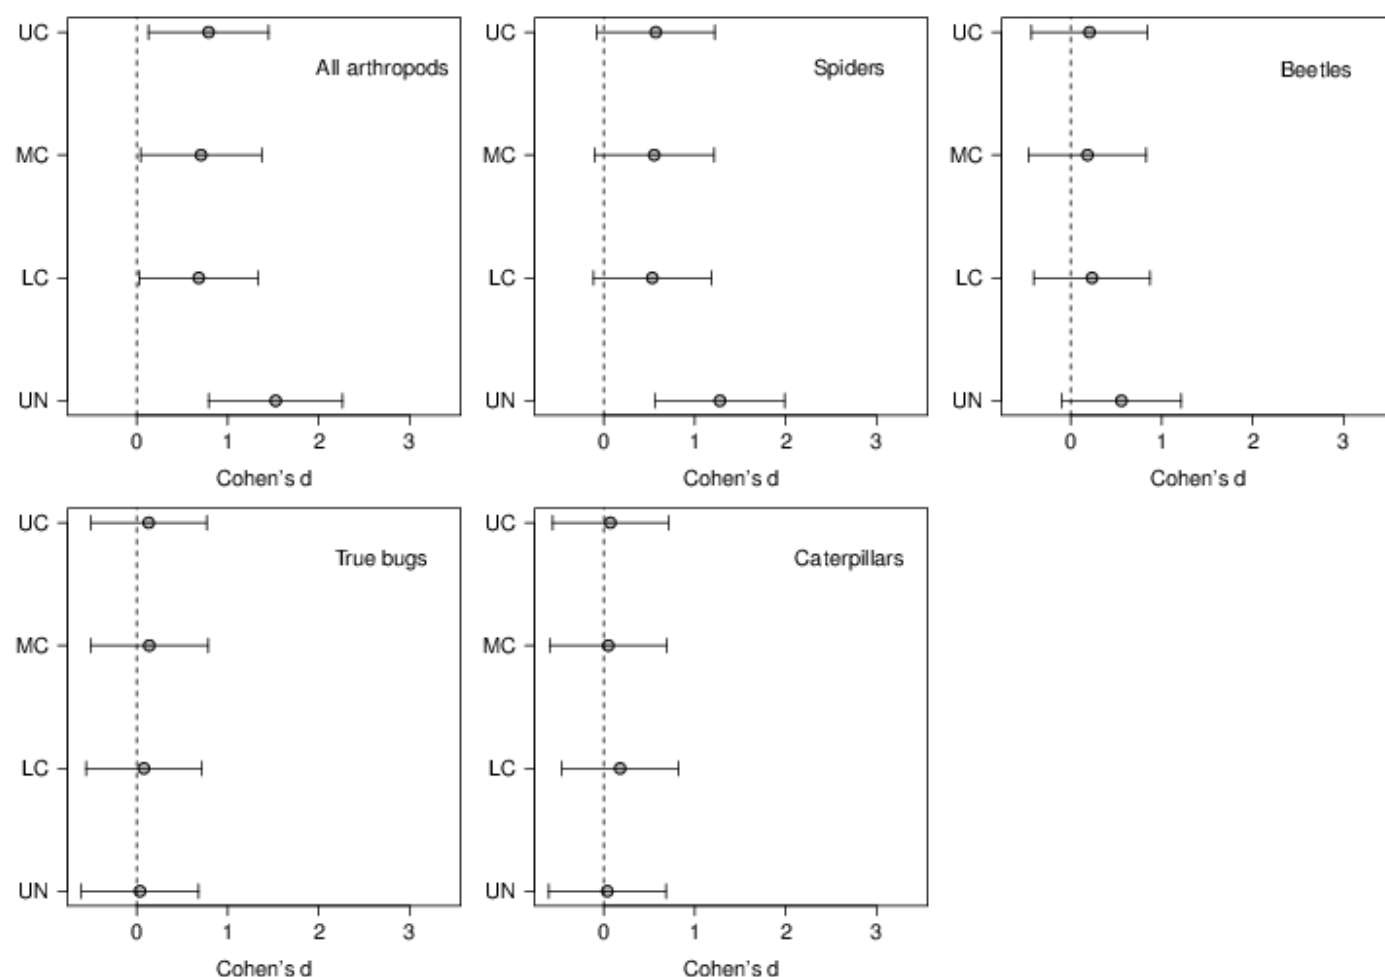 UC
All arthropods
MC
LC
UN
0 1 2 3
Cohen's d
UC
Spiders
MC
LC
UN
0 1 2 3
Cohen's d
UC
Beetles
MC
LC
UN
0 1 2 3
Cohen's d
UC
True bugs
MC
LC
UN
0 1 2 3
Cohen's d
UC
Caterpillars
MC
LC
UN
0 1 2 3
Cohen's d